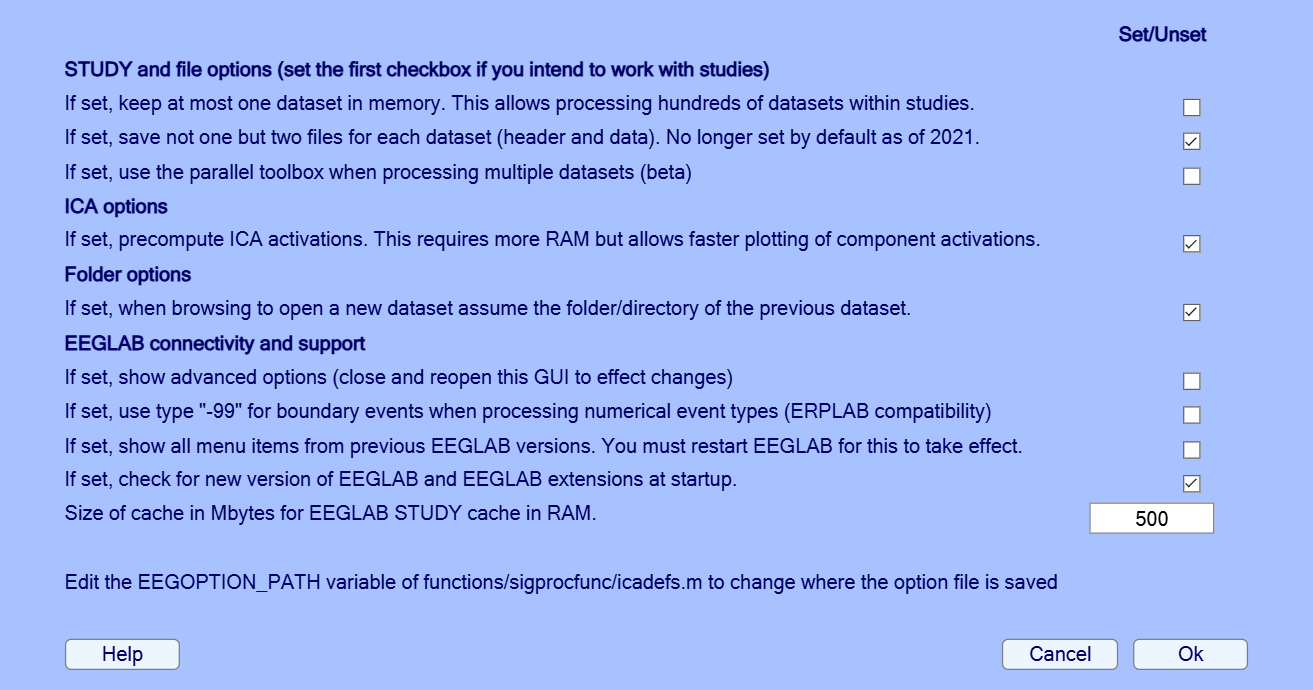 Set/Unset
STUDY and file options (set the first checkbox if you intend to work with studies)
If set, keep at most one dataset in memory. This allows processing hundreds of datasets within studies.
If set, save not one but two files for each dataset (header and data). No longer set by default as of 2021.
If set, use the parallel toolbox when processing multiple datasets (beta)
ICA options
If set, precompute ICA activations. This requires more RAM but allows faster plotting of component activations.
Folder options
If set, when browsing to open a new dataset assume the folder/directory of the previous dataset.
EEGLAB connectivity and support
If set, show advanced options (close and reopen this GUI to effect changes)
If set, use type "-99" for boundary events when processing numerical event types (ERPLAB compatibility)
If set, show all menu items from previous EEGLAB versions. You must restart EEGLAB for this to take effect.
If set, check for new version of EEGLAB and EEGLAB extensions at startup.
Size of cache in Mbytes for EEGLAB STUDY cache in RAM. 500
Edit the EEGOPTION_PATH variable of functions/sigprocfunc/icadefs.m to change where the option file is saved
Help Cancel Ok